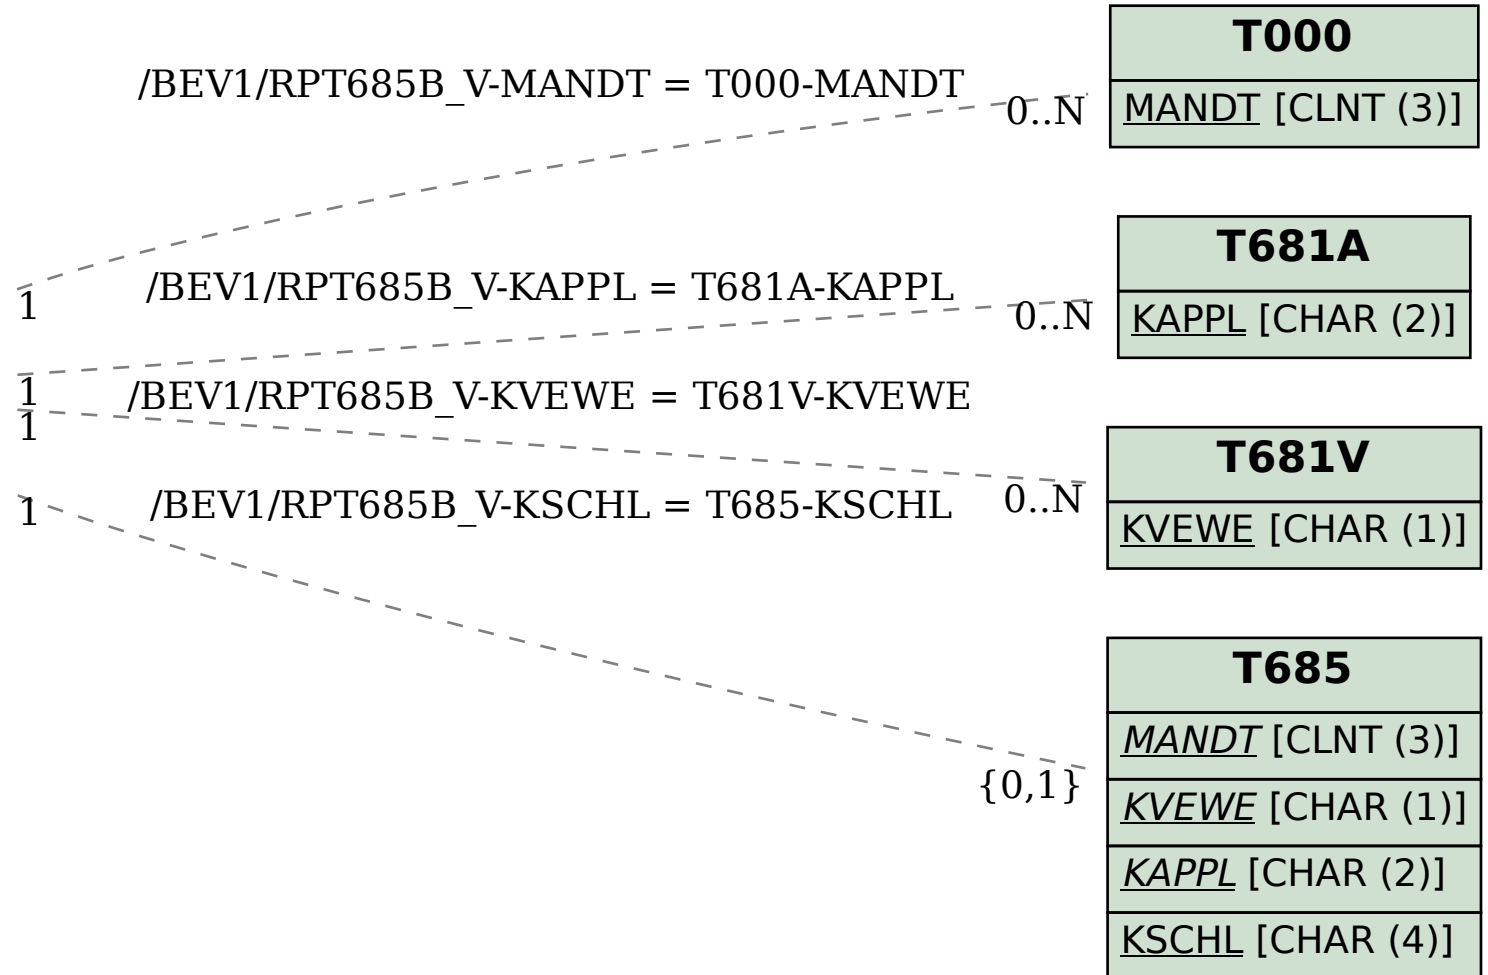 T000
MANDT [CLNT (3)]
/BEV1/RPT685B_V-MANDT = T000-MANDT
0..N
1
T681A
KAPPL [CHAR (2)]
/BEV1/RPT685B_V-KAPPL = T681A-KAPPL
0..N
1
/BEV1/RPT685B_V-KVEWE = T681V-KVEWE
1
0..N
T681V
KVEWE [CHAR (1)]
/BEV1/RPT685B_V-KSCHL = T685-KSCHL
1
{0,1}
T685
MANDT [CLNT (3)]
KVEWE [CHAR (1)]
KAPPL [CHAR (2)]
KSCHL [CHAR (4)]